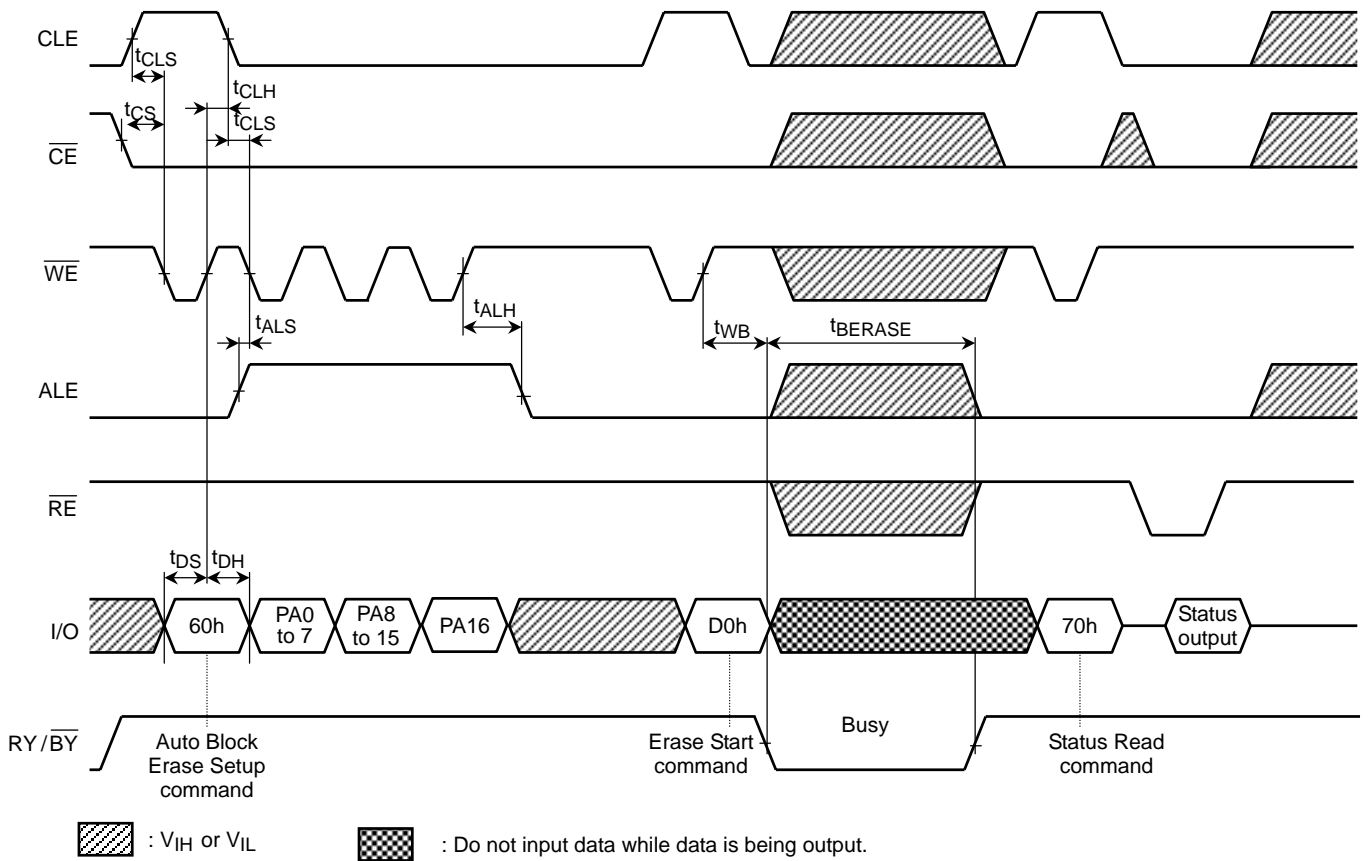 CLE
tCLS
tCLH
tCS
tCLS
CE
WE
tALS
tALH
tWB
tBERASE
ALE
RE
tDS
tDH
I/O
60h
PA0
to 7
PA8
to 15
PA16
D0h
70h
Status
output
RY/BY
Busy
Auto Block
Erase Setup
command
Erase Start
command
Status Read
command
: VIH or VIL
: Do not input data while data is being output.